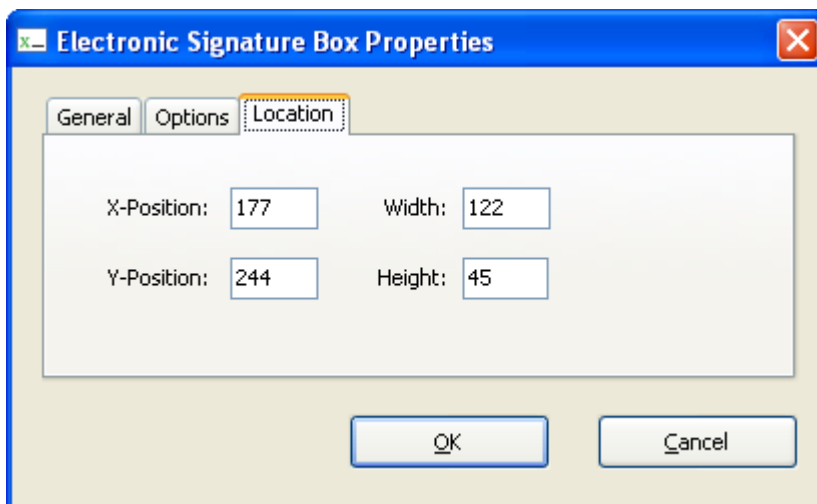 Electronic Signature Box Properties
General Options Location
X-Position: 177 Width: 122
Y-Position: 244 Height: 45
OK Cancel